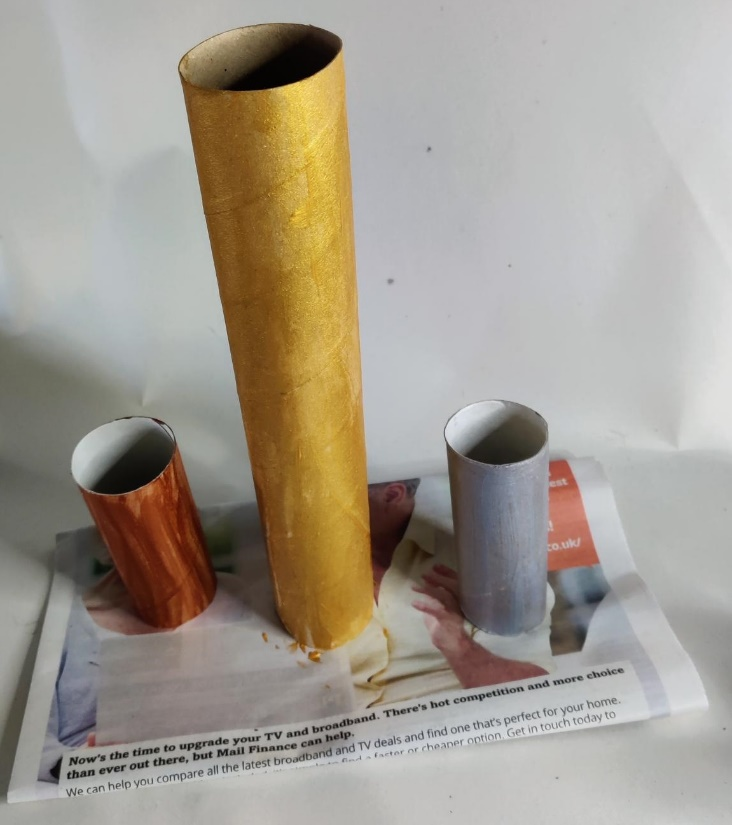 est
!
co.uk/
Now's the time to upgrade your TV and broadband. There's hot competition and more choice
than ever out there, but Mail Finance can help.
We can help you compare all the latest broadband and TV deals and find one that's perfect for your home.
to find a faster or cheaper option. Get in touch today to